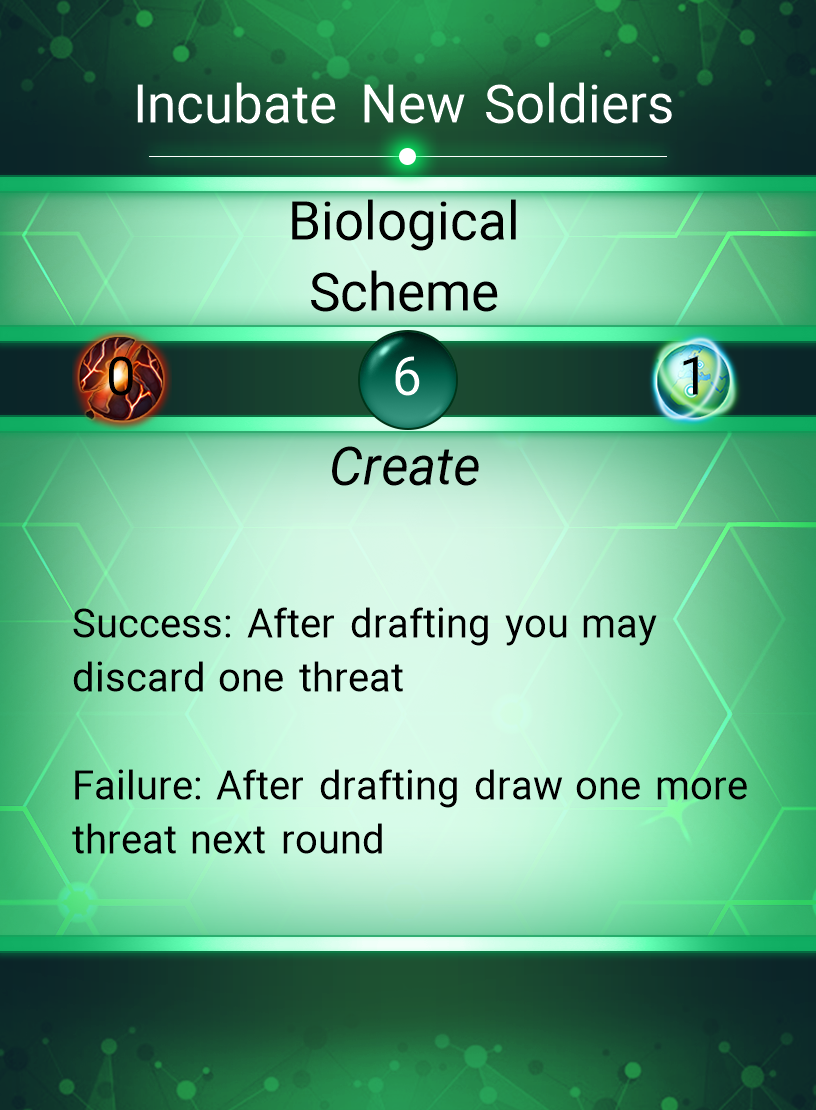 Incubate New Soldiers
Biological
Scheme
0 6 1
Create
Success: After drafting you may
discard one threat
Failure: After drafting draw one more
threat next round